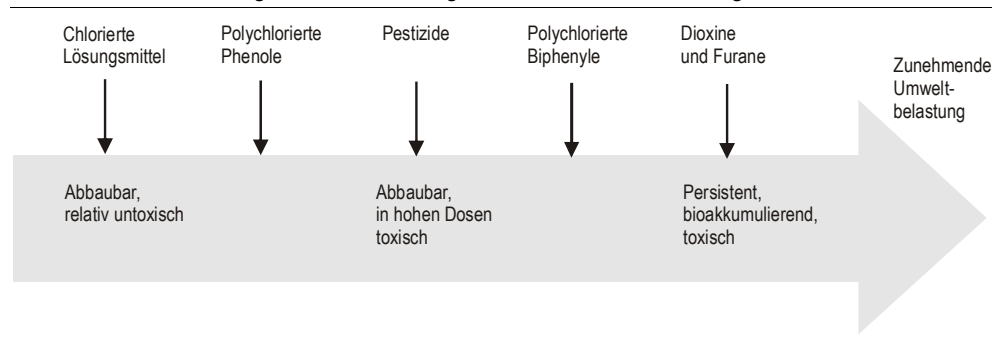 Chlorierte
Lösungsmittel
Polychlorierte
Phenole
Pestizide
Polychlorierte
Biphenyle
Dioxine
und Furane
Zunehmende
Umwelt-
belastung
Abbaubar,
relativ untoxisch
Abbaubar,
in hohen Dosen
toxisch
Persistent,
bioakkumulierend,
toxisch